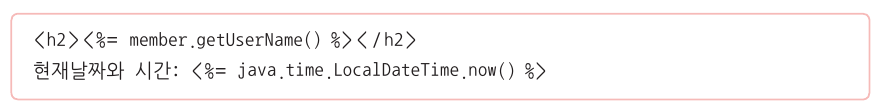 <h2><%= member.getUserName() %></h2>
현재날짜와 시간: <%= java.time.LocalDateTime.now() %>